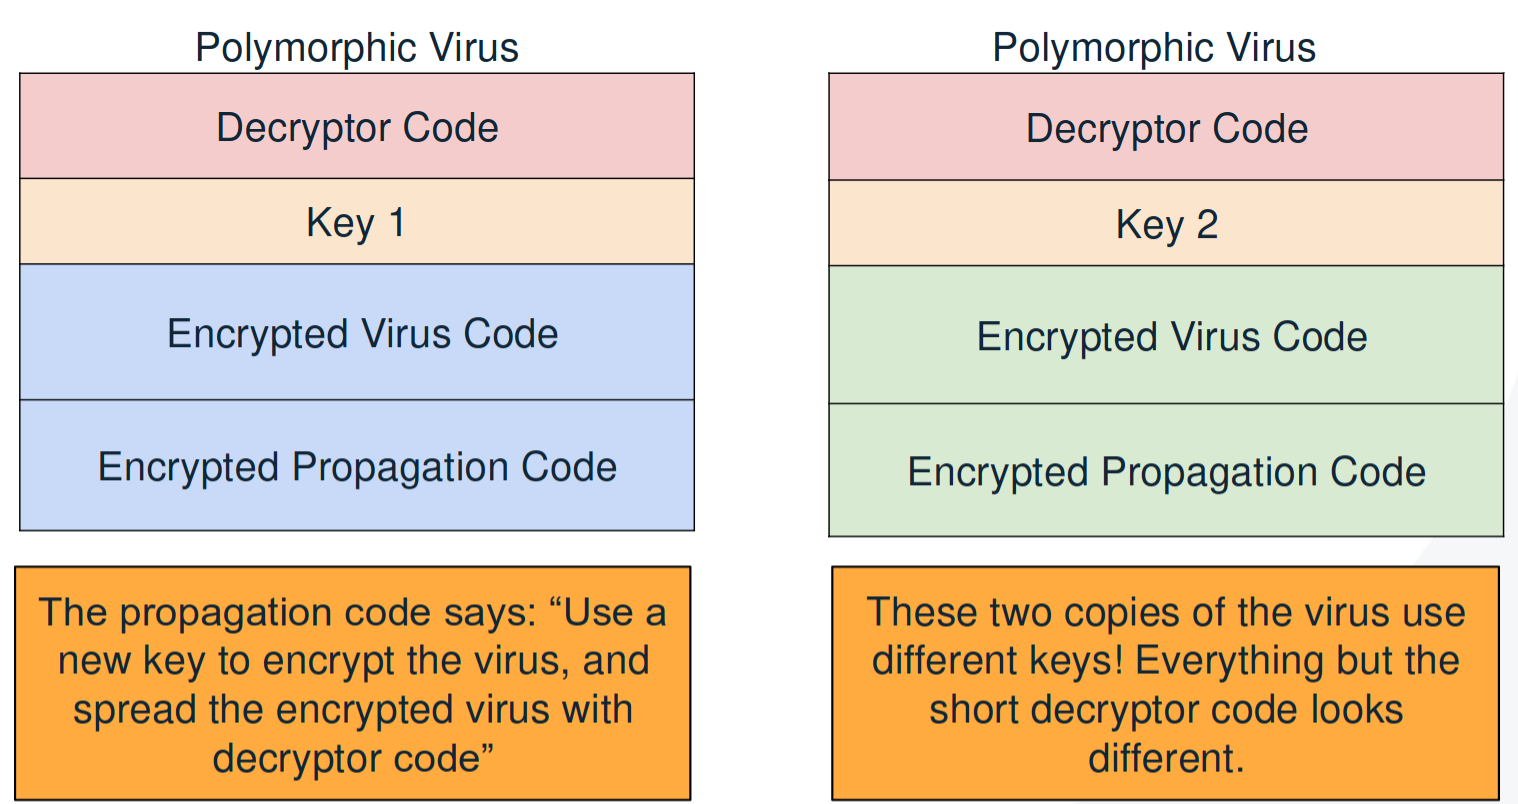 Polymorphic Virus
Decryptor Code
Key 1
Encrypted Virus Code
Encrypted Propagation Code
The propagation code says: “Use a
new key to encrypt the virus, and
spread the encrypted virus with
decryptor code”
Polymorphic Virus
Decryptor Code
Key 2
Encrypted Virus Code
Encrypted Propagation Code
These two copies of the virus use
different keys! Everything but the
short decryptor code looks
different.